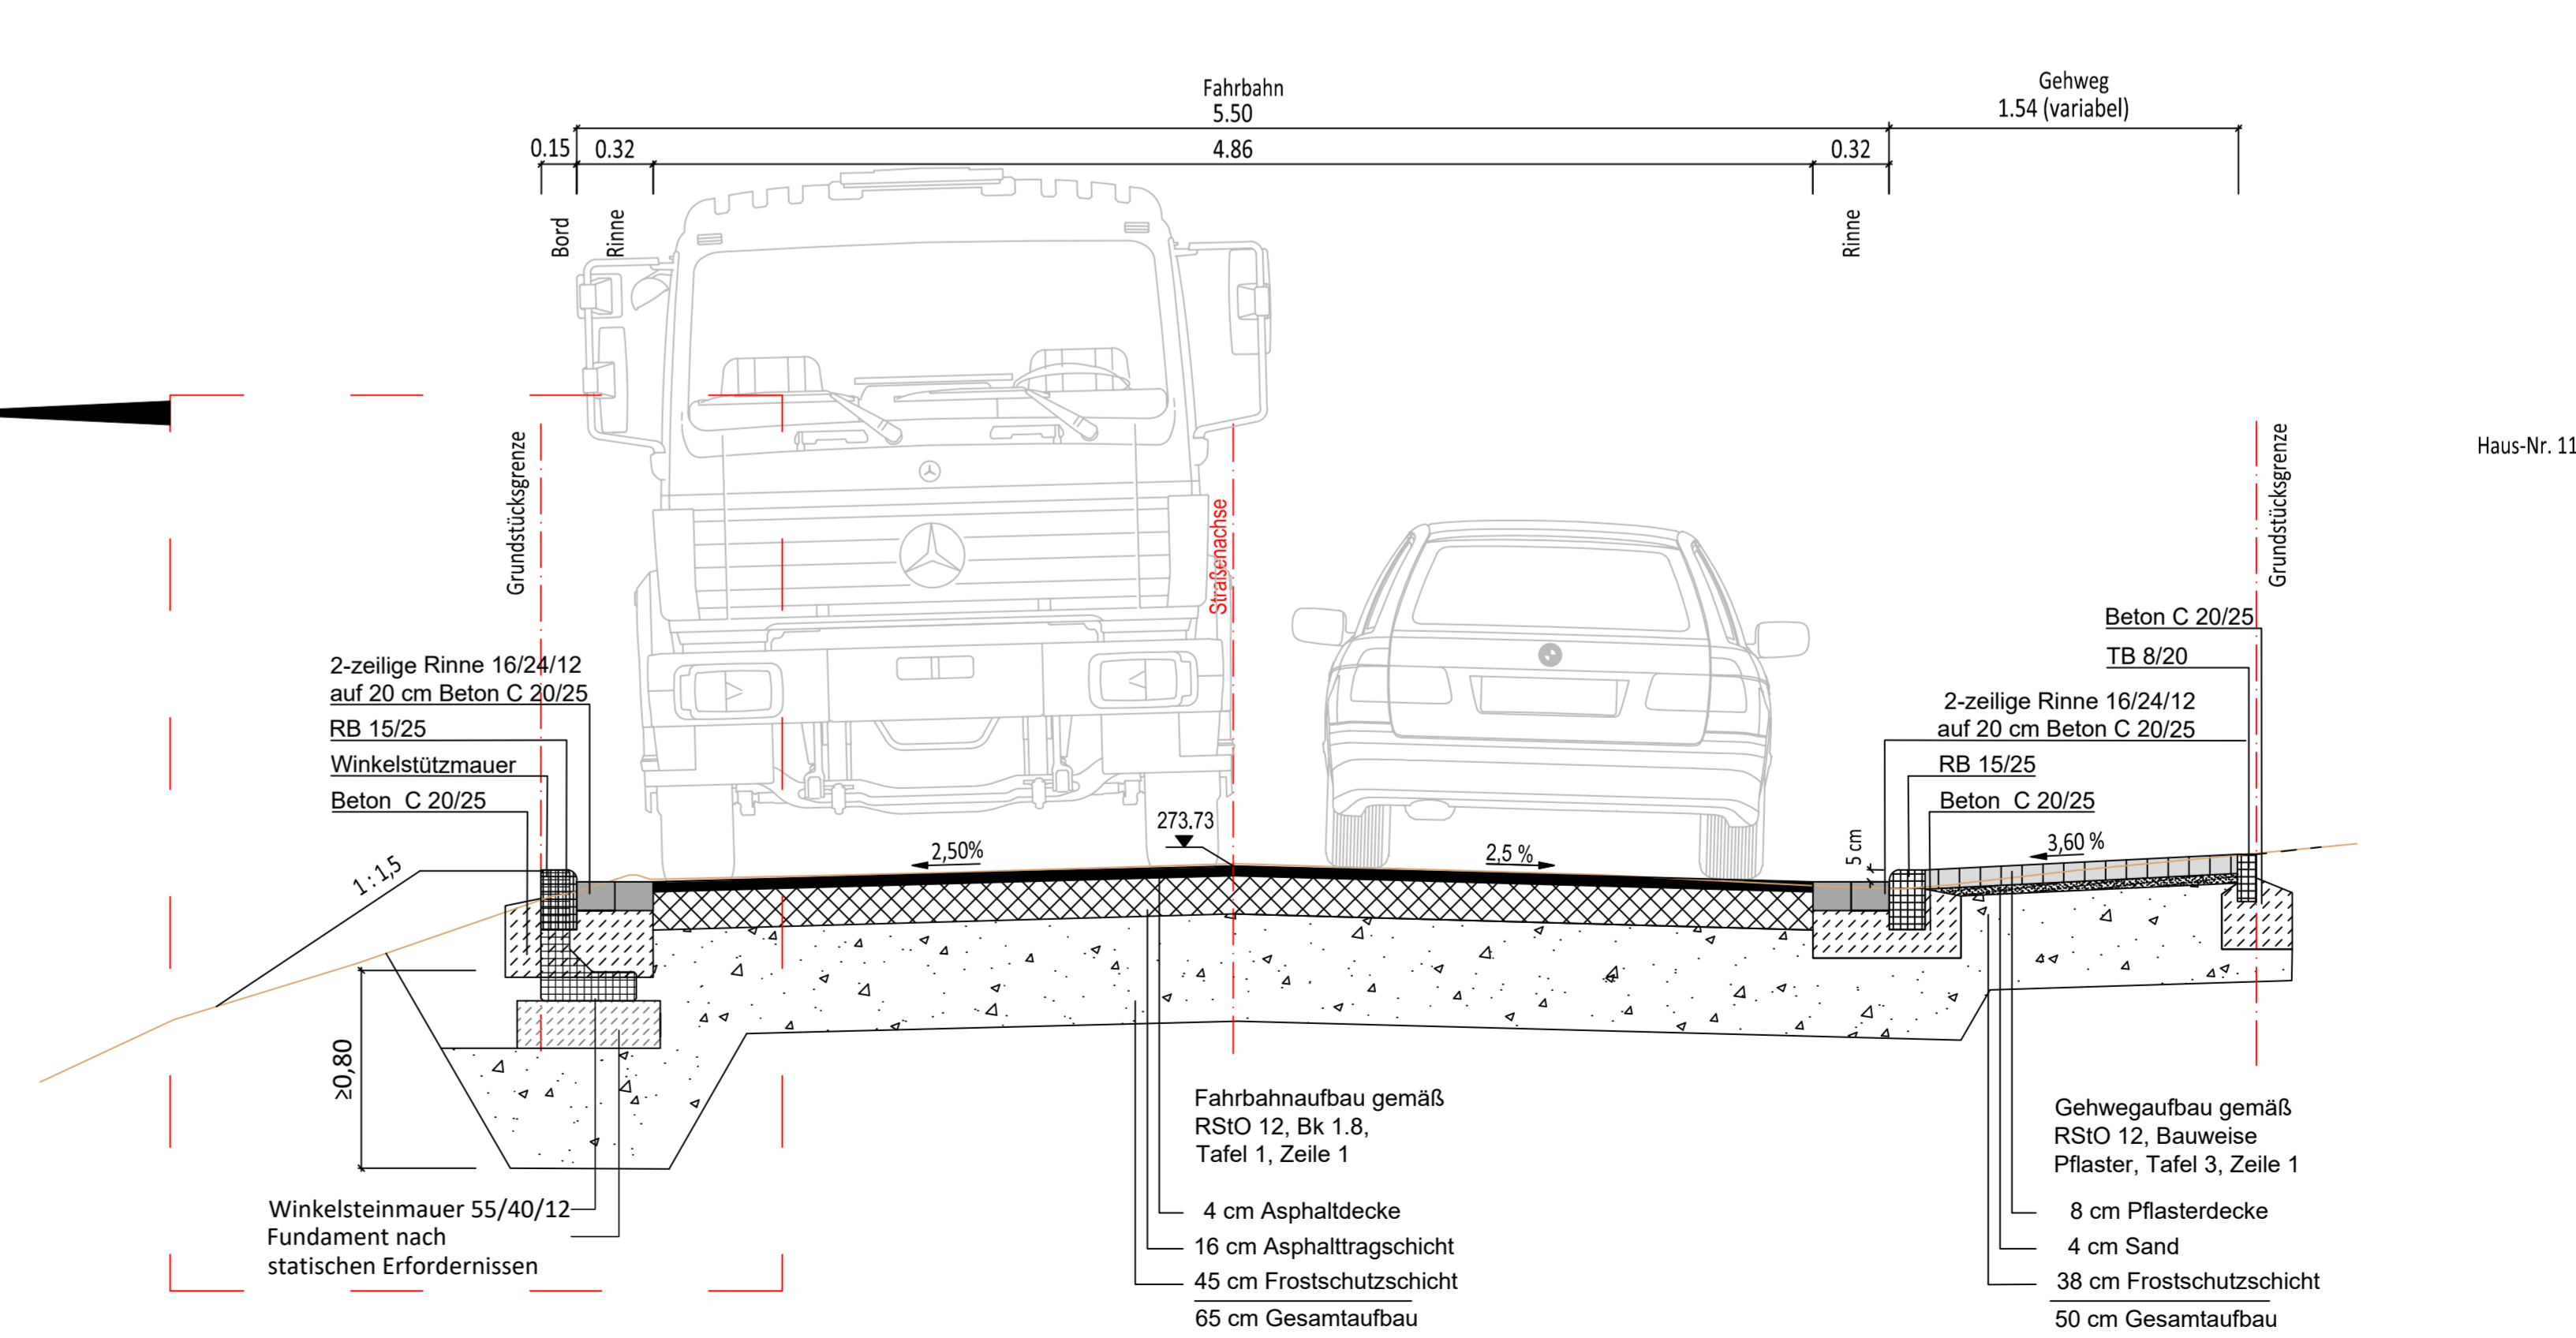 Fahrbahn
5.50
Gehweg
1.54 (variabel)
0.15
0.32
4.86
0.32
Bord
Rinne
Rinne
Grundstücksgrenze
Straßenachse
Grundstücksgrenze
Haus-Nr. 11
2-zeilige Rinne 16/24/12
auf 20 cm Beton C 20/25
RB 15/25
Winkelstützmauer
Beton C 20/25
Beton C 20/25
TB 8/20
2-zeilige Rinne 16/24/12
auf 20 cm Beton C 20/25
RB 15/25
Beton C 20/25
1 : 1,5
2,50%
273.73
2,5 %
5 cm
3,60 %
≥0,80
Winkelsteinmauer 55/40/12
Fundament nach
statischen Erfordernissen
Fahrbahnaufbau gemäß
RStO 12, Bk 1.8,
Tafel 1, Zeile 1
4 cm Asphaltdecke
16 cm Asphalttragschicht
45 cm Frostschutzschicht
65 cm Gesamtaufbau
Gehwegaufbau gemäß
RStO 12, Bauweise
Pflaster, Tafel 3, Zeile 1
8 cm Pflasterdecke
4 cm Sand
38 cm Frostschutzschicht
50 cm Gesamtaufbau